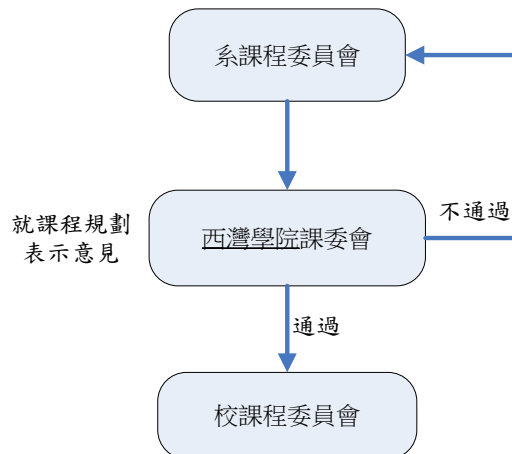 系課程委員會
就課程規劃
表示意見
西灣學院課委會
不通過
通過
校課程委員會